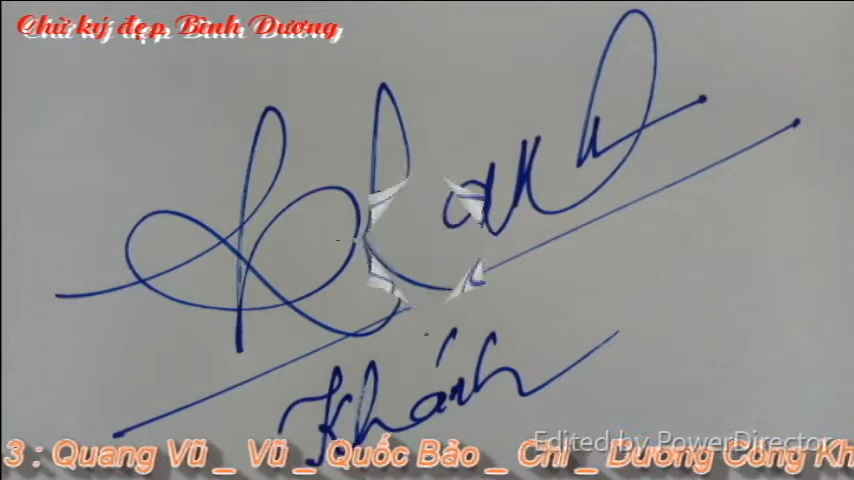 Chữ ký đẹp Bình Dương
Khánh
Edited by PowerDirector
3 : Quang Vũ _ Vũ _ Quốc Bảo _ Chi _ Dương Công Kh